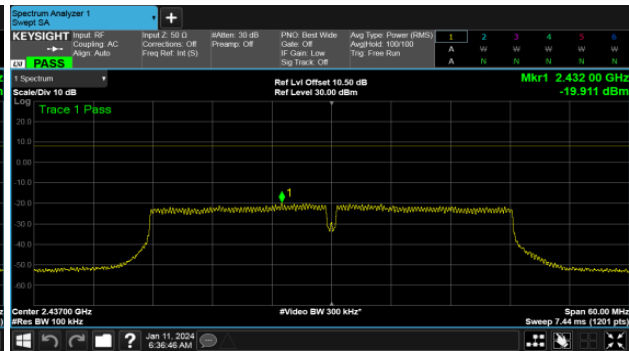 Spectrum Analyzer 1
Swept SA
+
KEYSIGHT Input: RF Input Z: 50 Ω #Atten: 30 dB PNO: Best Wide Avg Type: Power (RMS) 1 2 3 4 5 6
Coupling: AC Corrections: Off Preamp: Off Gate: Off Avg|Hold: 100/100 A W W W W W
Align: Auto Freq Ref: Int (S) IF Gain: Low Trig: Free Run
PASS Sig Track: Off A N N N N N
1 Spectrum Ref Lvl Offset 10.50 dB Mkr1 2.432 00 GHz
Scale/Div 10 dB Ref Level 30.00 dBm -19.911 dBm
Log
Trace 1 Pass
20.0
10.0
0.00
-10.0
-20.0
1
-30.0
-40.0
-50.0
-60.0
Center 2.43700 GHz #Video BW 300 kHz* Span 60.00 MHz
#Res BW 100 kHz Sweep 7.44 ms (1201 pts)
? Jan 11, 2024
6:36:46 AM